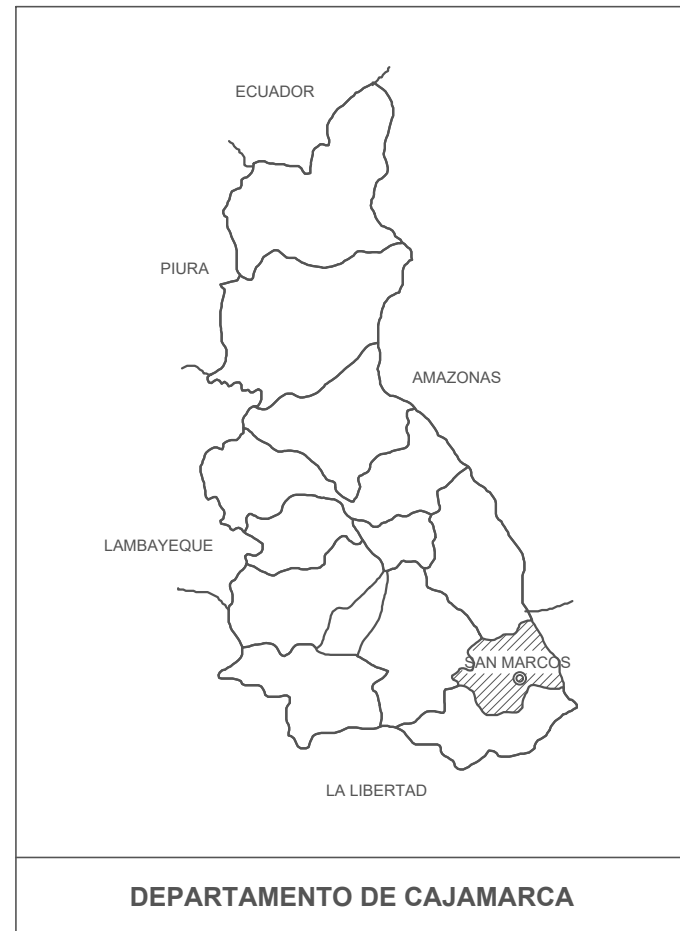 ECUADOR
PIURA
AMAZONAS
LAMBAYEQUE
SAN MARCOS
LA LIBERTAD
DEPARTAMENTO DE CAJAMARCA